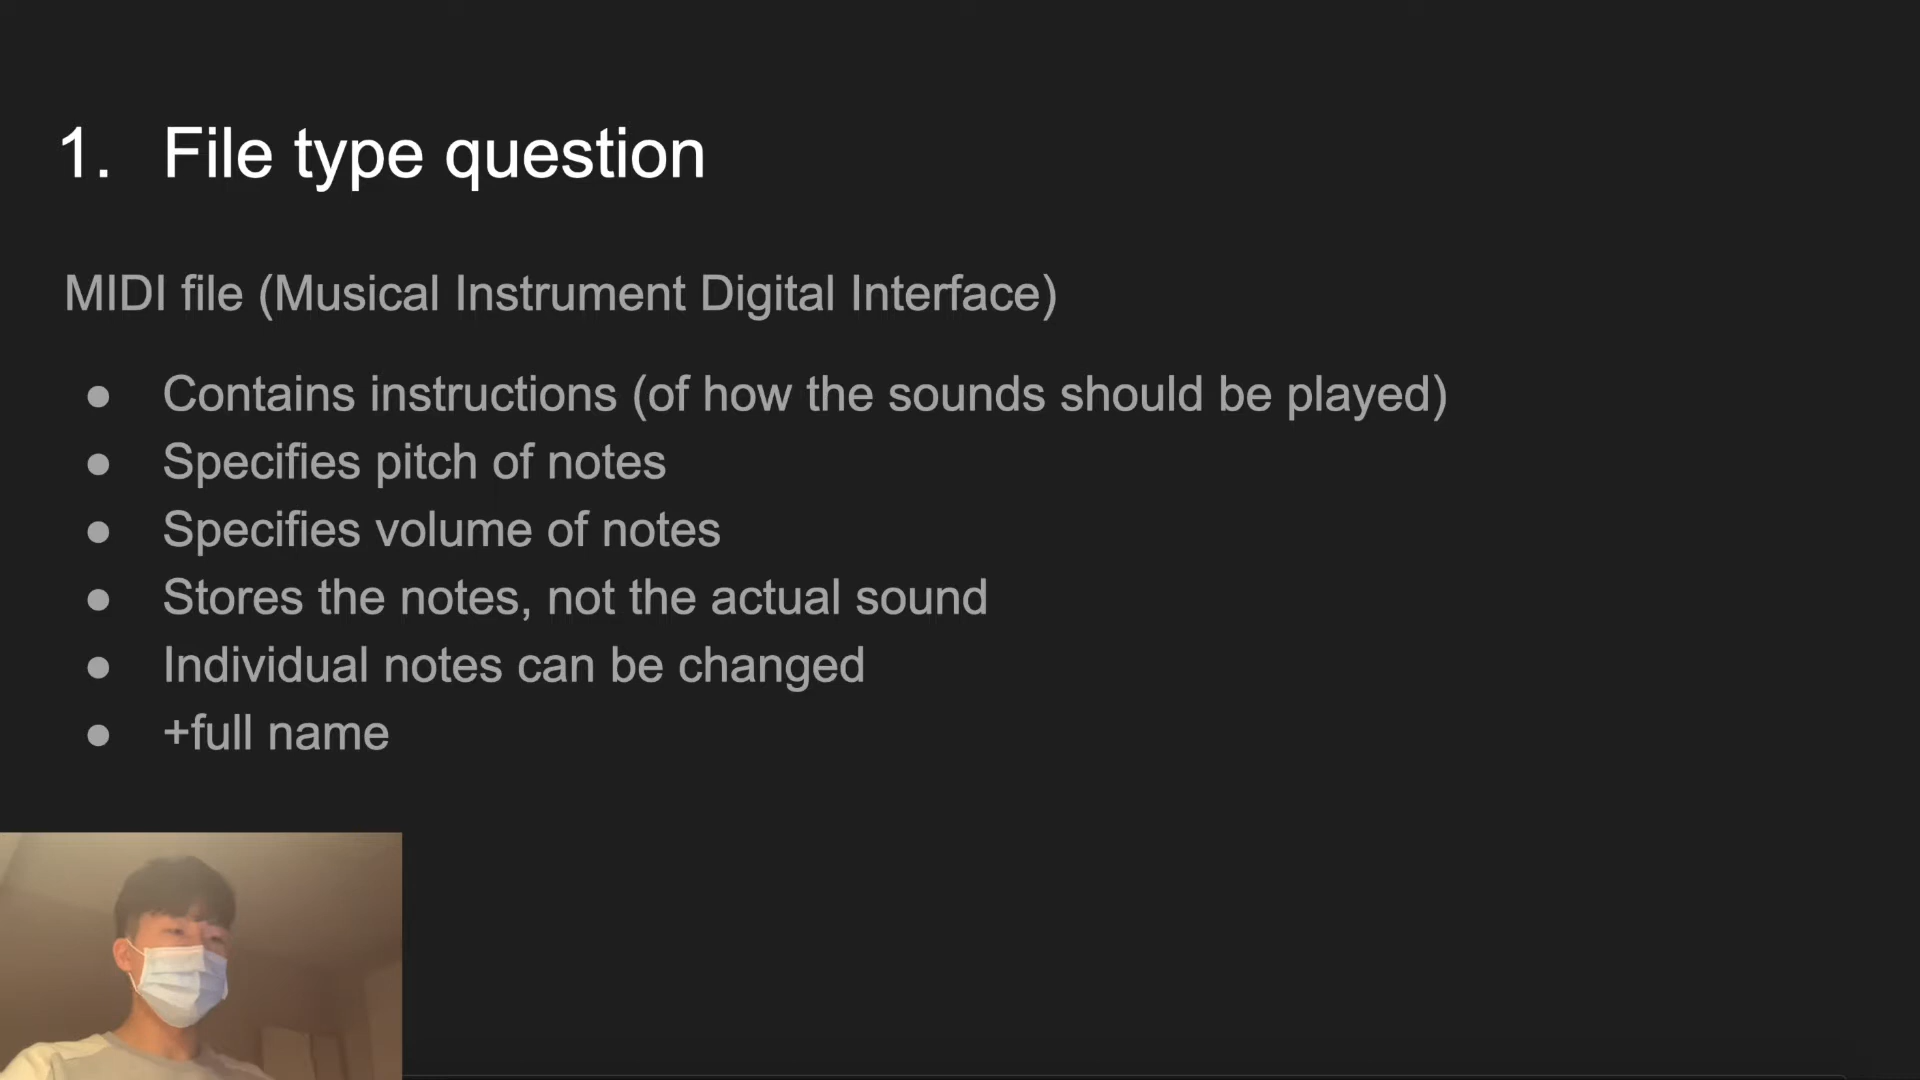 1. File type question
MIDI file (Musical Instrument Digital Interface)
● Contains instructions (of how the sounds should be played)
● Specifies pitch of notes
● Specifies volume of notes
● Stores the notes, not the actual sound
● Individual notes can be changed
● +full name